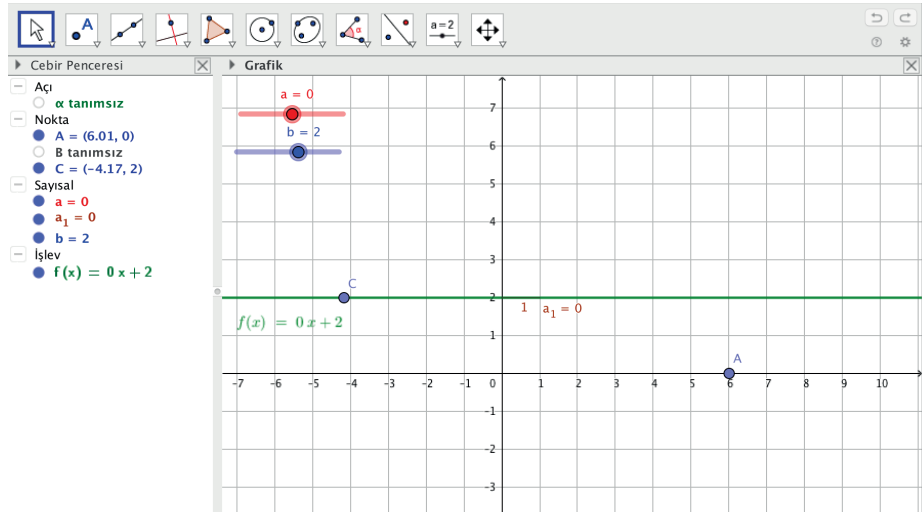 A
α
a=2
Cebir Penceresi
Grafik
Açı
α tanımsız
Nokta
A = (6.01, 0)
B tanımsız
C = (−4.17, 2)
Sayısal
a = 0
a₁ = 0
b = 2
İşlev
f(x) = 0 x + 2
a = 0
b = 2
7
6
5
4
3
2
1
0
-1
-2
-3
C
f(x) = 0 x + 2
1 a₁ = 0
A
-7 -6 -5 -4 -3 -2 -1 1 2 3 4 5 6 7 8 9 10